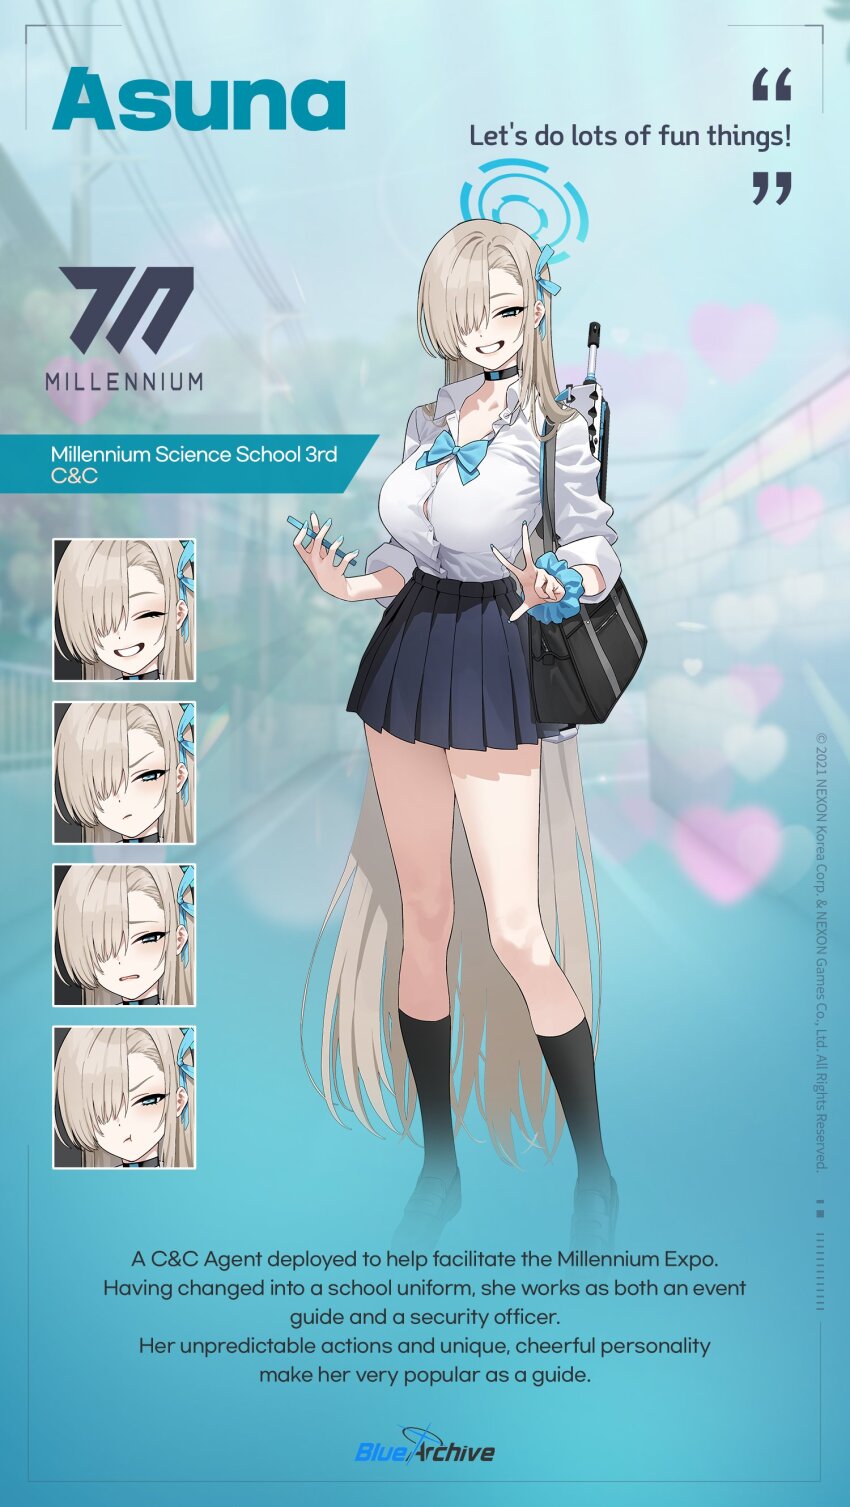 Asuna
“
Let's do lots of fun things!
”
MILLENNIUM
Millennium Science School 3rd
C&C
© 2021 NEXON Korea Corp. & NEXON Games Co., Ltd. All Rights Reserved.
A C&C Agent deployed to help facilitate the Millennium Expo.
Having changed into a school uniform, she works as both an event
guide and a security officer.
Her unpredictable actions and unique, cheerful personality
make her very popular as a guide.
Blue Archive